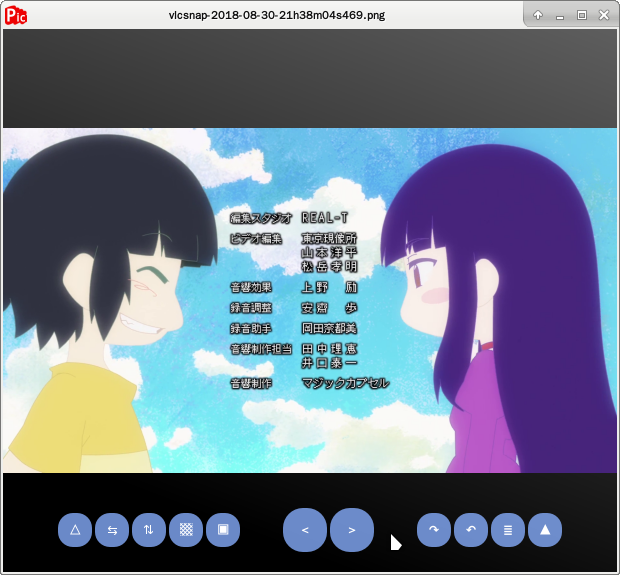 Pic vlcsnap-2018-08-30-21h38m04s469.png
編集スタジオ REAL-T
ビデオ編集 東京現像所
山本洋平
松岳孝明
音響効果 上野 励
録音調整 安齋 歩
録音助手 岡田奈都美
音響制作担当 田中理恵
井口泰一
音響制作 マジックカプセル